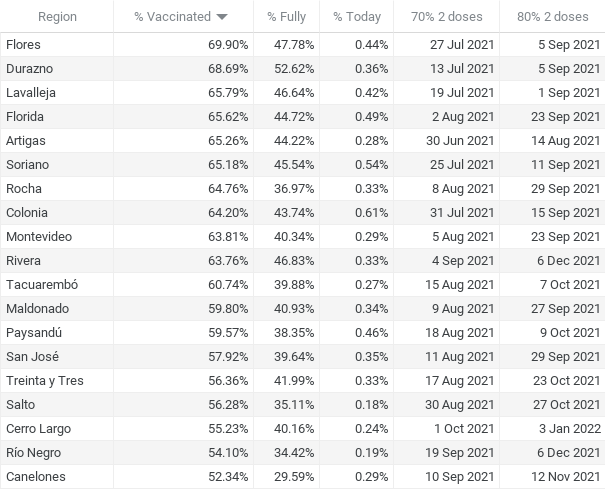 Region % Vaccinated % Fully % Today 70% 2 doses 80% 2 doses
Flores 69.90% 47.78% 0.44% 27 Jul 2021 5 Sep 2021
Durazno 68.69% 52.62% 0.36% 13 Jul 2021 5 Sep 2021
Lavalleja 65.79% 46.64% 0.42% 19 Jul 2021 1 Sep 2021
Florida 65.62% 44.72% 0.49% 2 Aug 2021 23 Sep 2021
Artigas 65.26% 44.22% 0.28% 30 Jun 2021 14 Aug 2021
Soriano 65.18% 45.54% 0.54% 25 Jul 2021 11 Sep 2021
Rocha 64.76% 36.97% 0.33% 8 Aug 2021 29 Sep 2021
Colonia 64.20% 43.74% 0.61% 31 Jul 2021 15 Sep 2021
Montevideo 63.81% 40.34% 0.29% 5 Aug 2021 23 Sep 2021
Rivera 63.76% 46.83% 0.33% 4 Sep 2021 6 Dec 2021
Tacuarembó 60.74% 39.88% 0.27% 15 Aug 2021 7 Oct 2021
Maldonado 59.80% 40.93% 0.34% 9 Aug 2021 27 Sep 2021
Paysandú 59.57% 38.35% 0.46% 18 Aug 2021 9 Oct 2021
San José 57.92% 39.64% 0.35% 11 Aug 2021 29 Sep 2021
Treinta y Tres 56.36% 41.99% 0.33% 17 Aug 2021 23 Oct 2021
Salto 56.28% 35.11% 0.18% 30 Aug 2021 27 Oct 2021
Cerro Largo 55.23% 40.16% 0.24% 1 Oct 2021 3 Jan 2022
Río Negro 54.10% 34.42% 0.19% 19 Sep 2021 6 Dec 2021
Canelones 52.34% 29.59% 0.29% 10 Sep 2021 12 Nov 2021